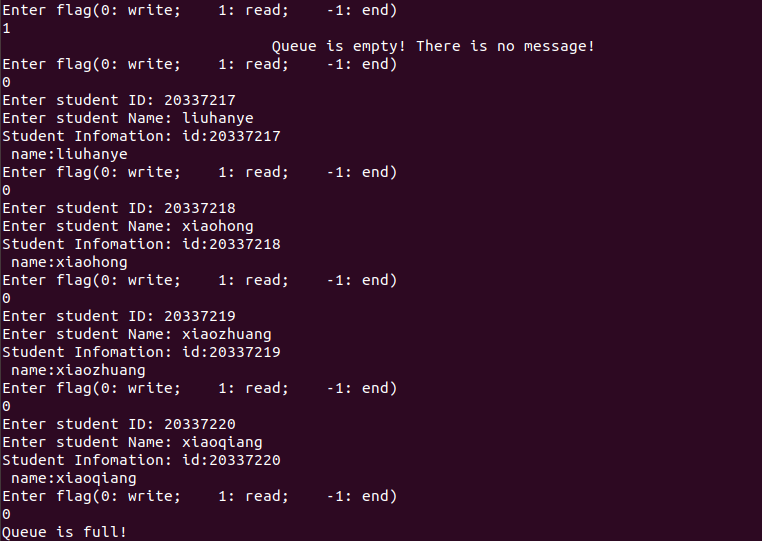 Enter flag(0: write;    1: read;    -1: end)
1
                              Queue is empty! There is no message!
Enter flag(0: write;    1: read;    -1: end)
0
Enter student ID: 20337217
Enter student Name: liuhanye
Student Infomation: id:20337217
 name:liuhanye
Enter flag(0: write;    1: read;    -1: end)
0
Enter student ID: 20337218
Enter student Name: xiaohong
Student Infomation: id:20337218
 name:xiaohong
Enter flag(0: write;    1: read;    -1: end)
0
Enter student ID: 20337219
Enter student Name: xiaozhuang
Student Infomation: id:20337219
 name:xiaozhuang
Enter flag(0: write;    1: read;    -1: end)
0
Enter student ID: 20337220
Enter student Name: xiaoqiang
Student Infomation: id:20337220
 name:xiaoqiang
Enter flag(0: write;    1: read;    -1: end)
0
Queue is full!